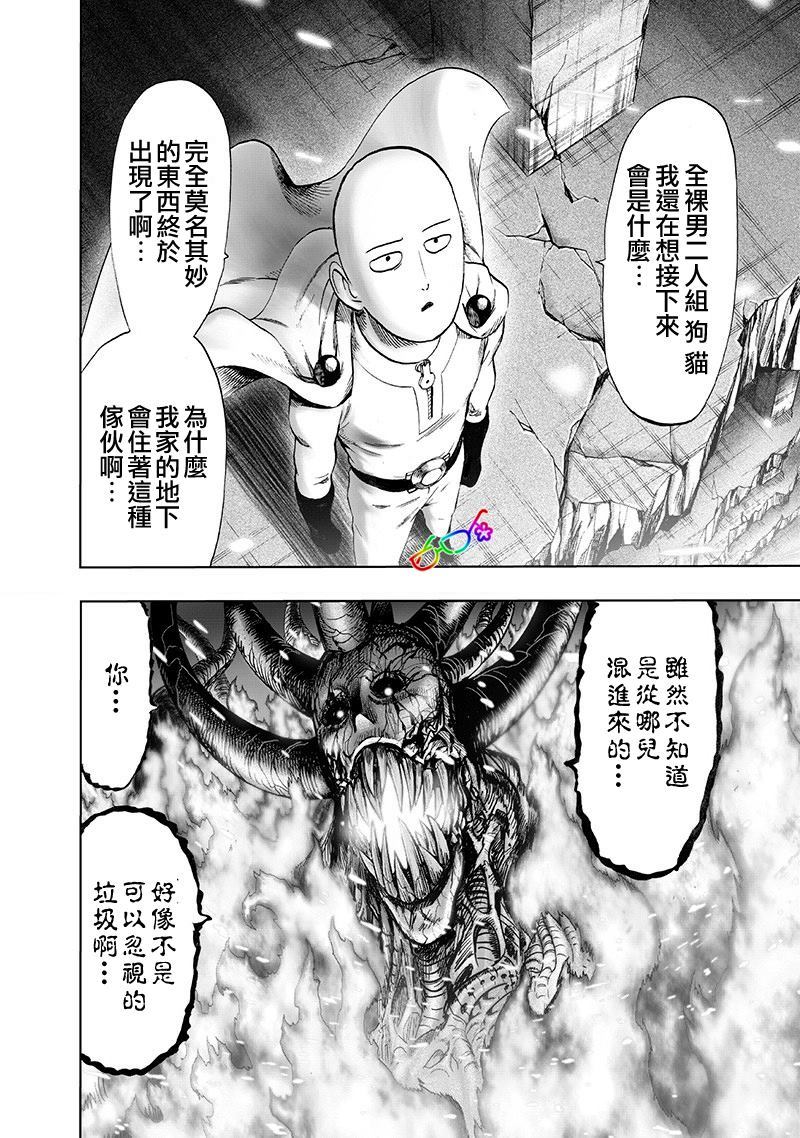 全裸男二人組 狗 貓
我還在想接下來
會是什麼…
完全莫名其妙
的東西終於
出現了啊…
為什麼
我家的地下
會住著這種
傢伙啊…
雖然不知道
是從哪兒
混進來的…
你…
好像不是
可以忽視的
垃圾啊…